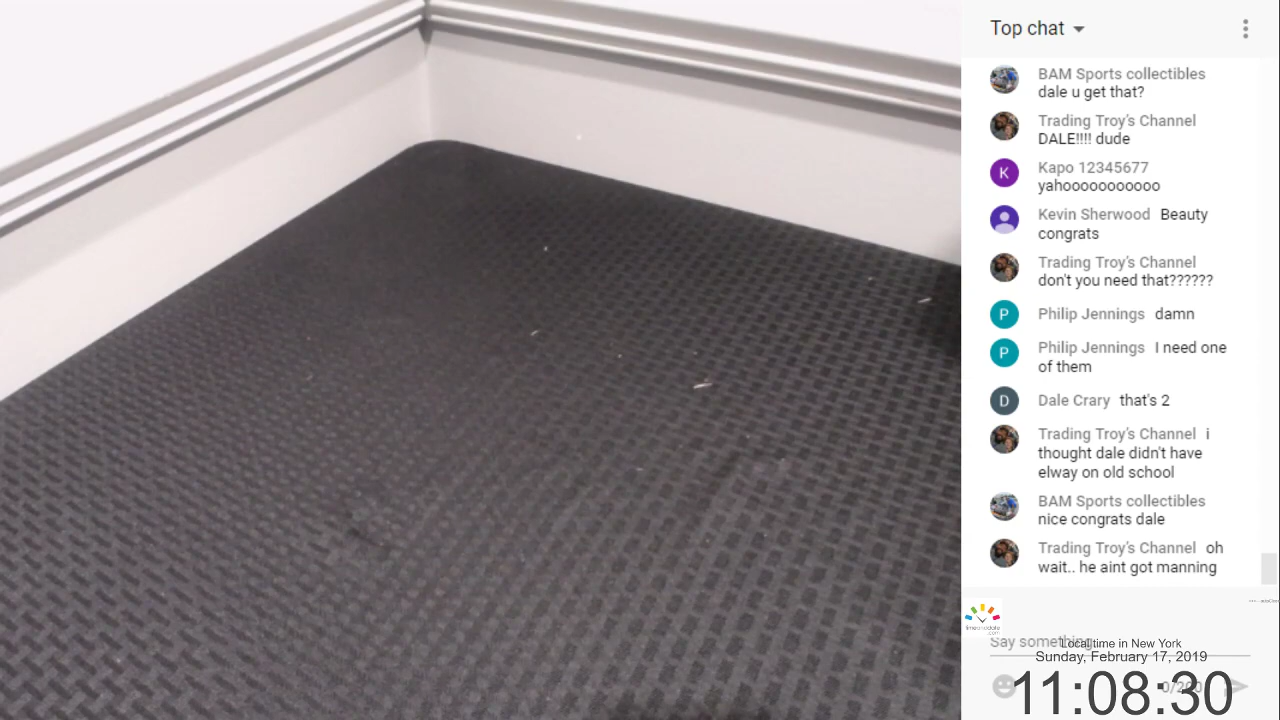 Top chat
BAM Sports collectibles
dale u get that?
Trading Troy's Channel
DALE!!!! dude
K
Kapo 12345677
yahooooooooooo
Kevin Sherwood Beauty
congrats
Trading Troy's Channel
don't you need that??????
P
Philip Jennings damn
P
Philip Jennings I need one
of them
D
Dale Crary that's 2
Trading Troy's Channel i
thought dale didn't have
elway on old school
BAM Sports collectibles
nice congrats dale
Trading Troy's Channel oh
wait.. he aint got manning
Say something...
Local time in New York
Sunday, February 17, 2019
11:08:30